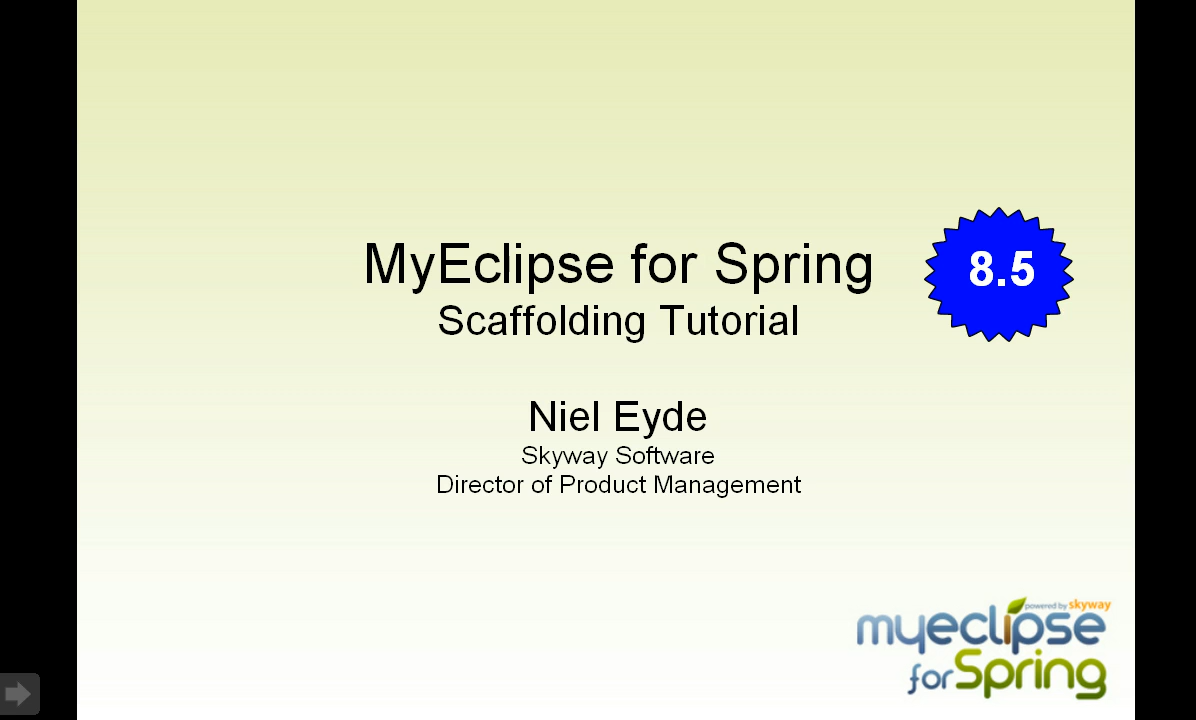 MyEclipse for Spring
8.5
Scaffolding Tutorial
Niel Eyde
Skyway Software
Director of Product Management
powered by skyway
myeclipse
for Spring